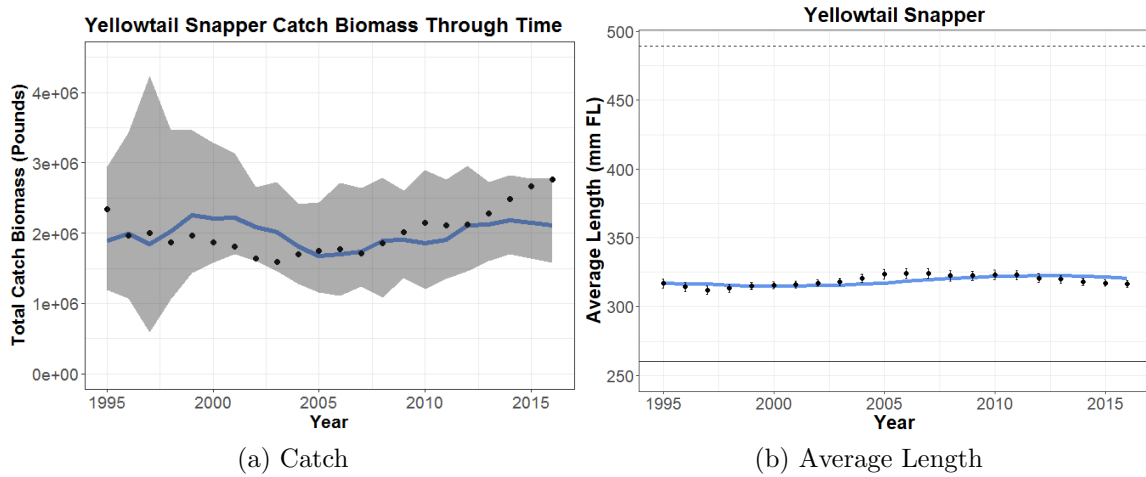 Yellowtail Snapper Catch Biomass Through Time
Total Catch Biomass (Pounds)
4e+06
3e+06
2e+06
1e+06
0e+00
1995 2000 2005 2010 2015
Year
(a) Catch
Yellowtail Snapper
Average Length (mm FL)
500
450
400
350
300
250
1995 2000 2005 2010 2015
Year
(b) Average Length